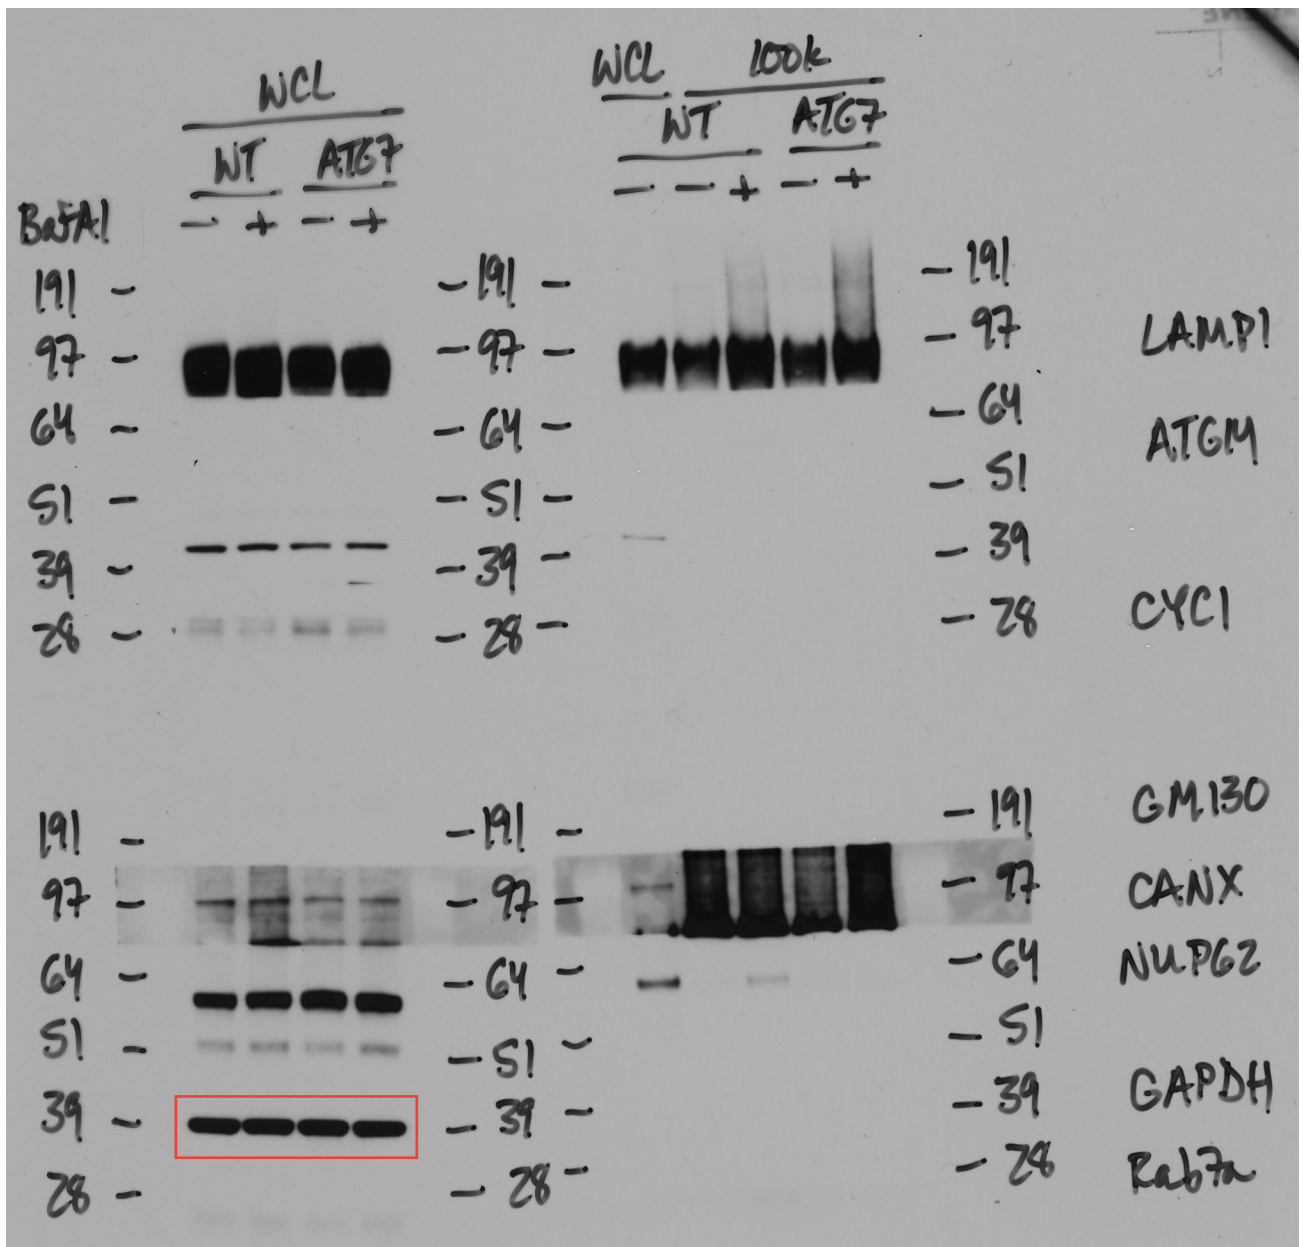 WCL
WCL 100k
WT ATG7
WT ATG7
BafA1 - + - +
- - + - +
191 - - 191 - - 191
97 - - 97 - - 97 LAMP1
64 - - 64 - - 64 ATG14
51 - - 51 - - 51
39 - - 39 - - 39
28 - - 28 - - 28 CYC1
191 - - 191 - - 191 GM130
97 - - 97 - - 97 CANX
64 - - 64 - - 64 NUP62
51 - - 51 - - 51
39 - - 39 - - 39 GAPDH
28 - - 28 - - 28 Rab7a